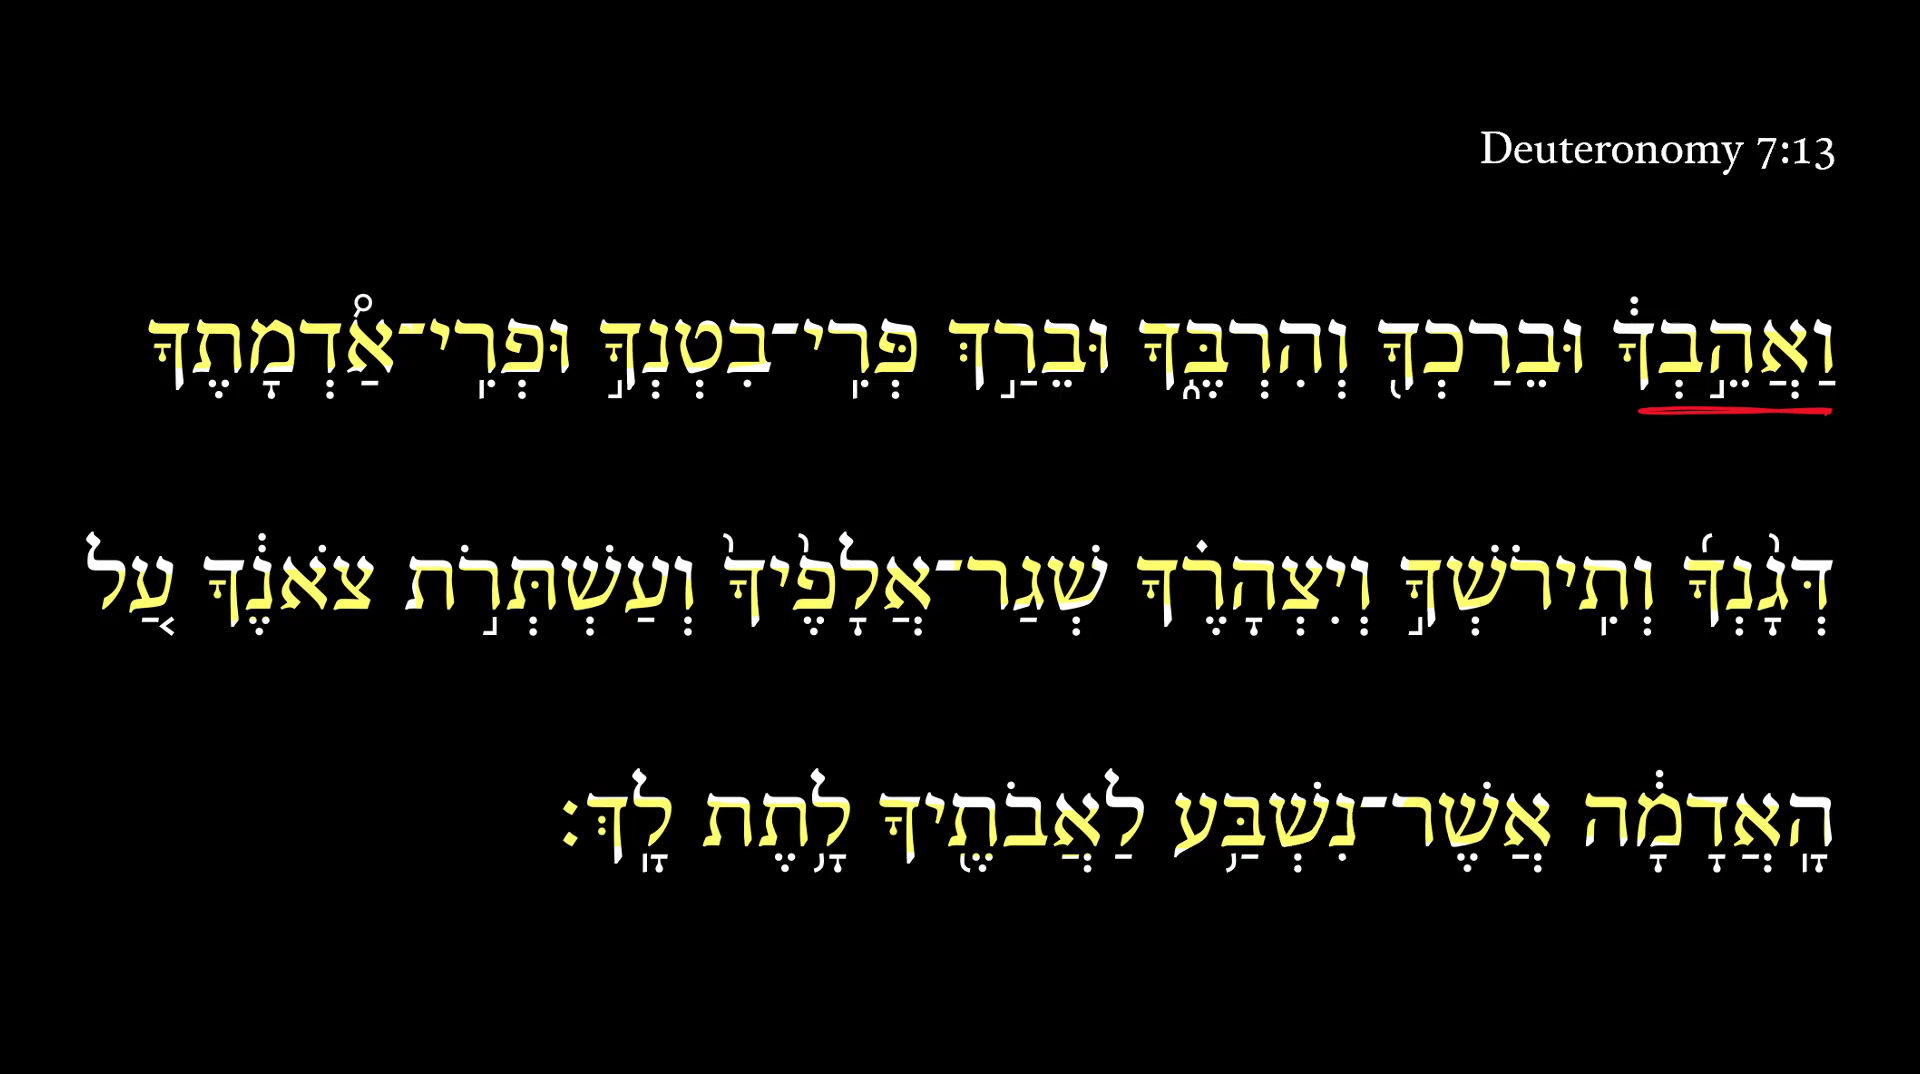 Deuteronomy 7:13
וַאֲהֵ֣בְךָ֔ וּבֵרַכְךָ֖ וְהִרְבֶּ֑ךָ וּבֵרַ֣ךְ פְּרִֽי־בִטְנְךָ֣ וּפְרִֽי־אַ֠דְמָתֶךָ
דְּגָ֨נְךָ֜ וְתִֽירֹשְׁךָ֣ וְיִצְהָרֶ֗ךָ שְׁגַר־אֲלָפֶ֙יךָ֙ וְעַשְׁתְּרֹ֣ת צֹאנֶ֔ךָ עַ֚ל
הָֽאֲדָמָ֔ה אֲשֶׁר־נִשְׁבַּ֥ע לַאֲבֹתֶ֖יךָ לָ֥תֶת לָֽךְ׃